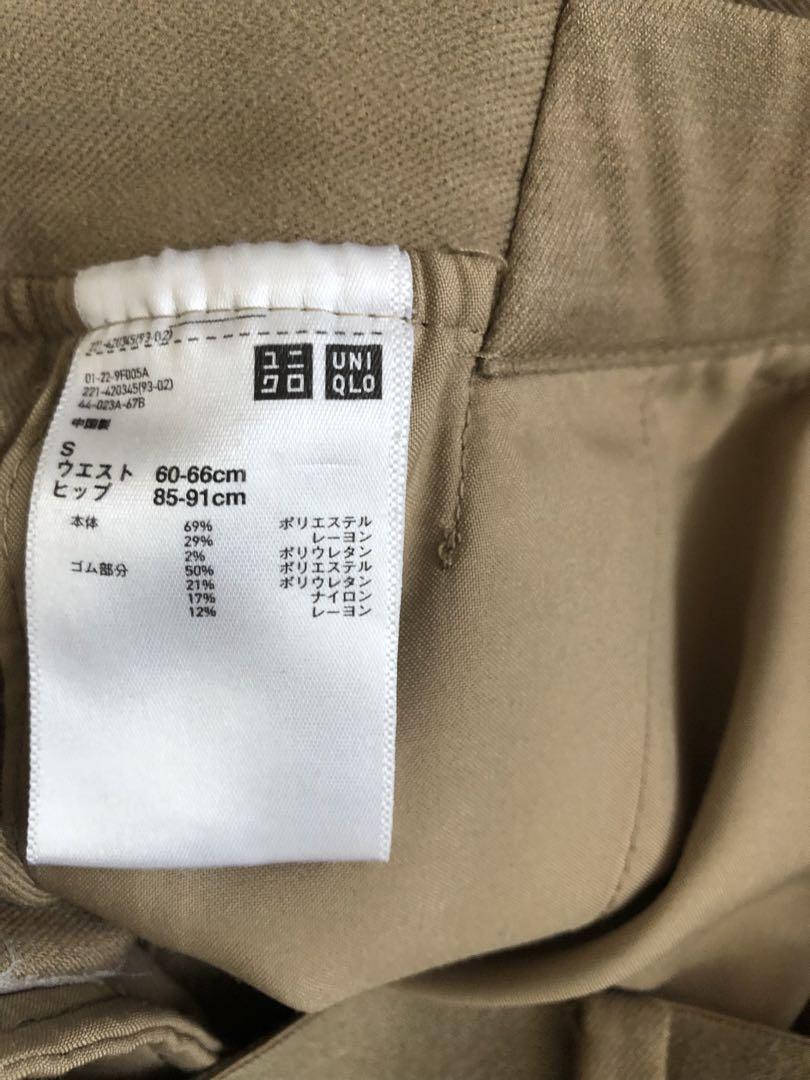 221-420345(93-02)
ユニ
クロ
UNI
QLO
01-22-9F005A
221-420345(93-02)
44-023A-67B
中国製
S
ウエスト 60-66cm
ヒップ 85-91cm
本体 69% ポリエステル
29% レーヨン
2% ポリウレタン
ゴム部分 50% ポリエステル
21% ポリウレタン
17% ナイロン
12% レーヨン